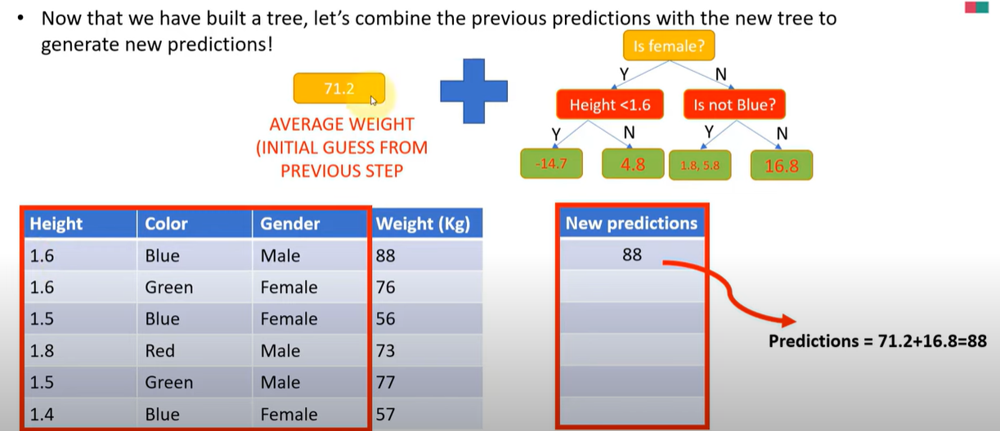 • Now that we have built a tree, let's combine the previous predictions with the new tree to
generate new predictions!
71.2
AVERAGE WEIGHT
(INITIAL GUESS FROM
PREVIOUS STEP
Is female?
Y N
Height <1.6 Is not Blue?
Y N Y N
-14.7 4.8 1.8, 5.8 16.8
Height Color Gender Weight (Kg)
1.6 Blue Male 88
1.6 Green Female 76
1.5 Blue Female 56
1.8 Red Male 73
1.5 Green Male 77
1.4 Blue Female 57
New predictions
88
Predictions = 71.2+16.8=88